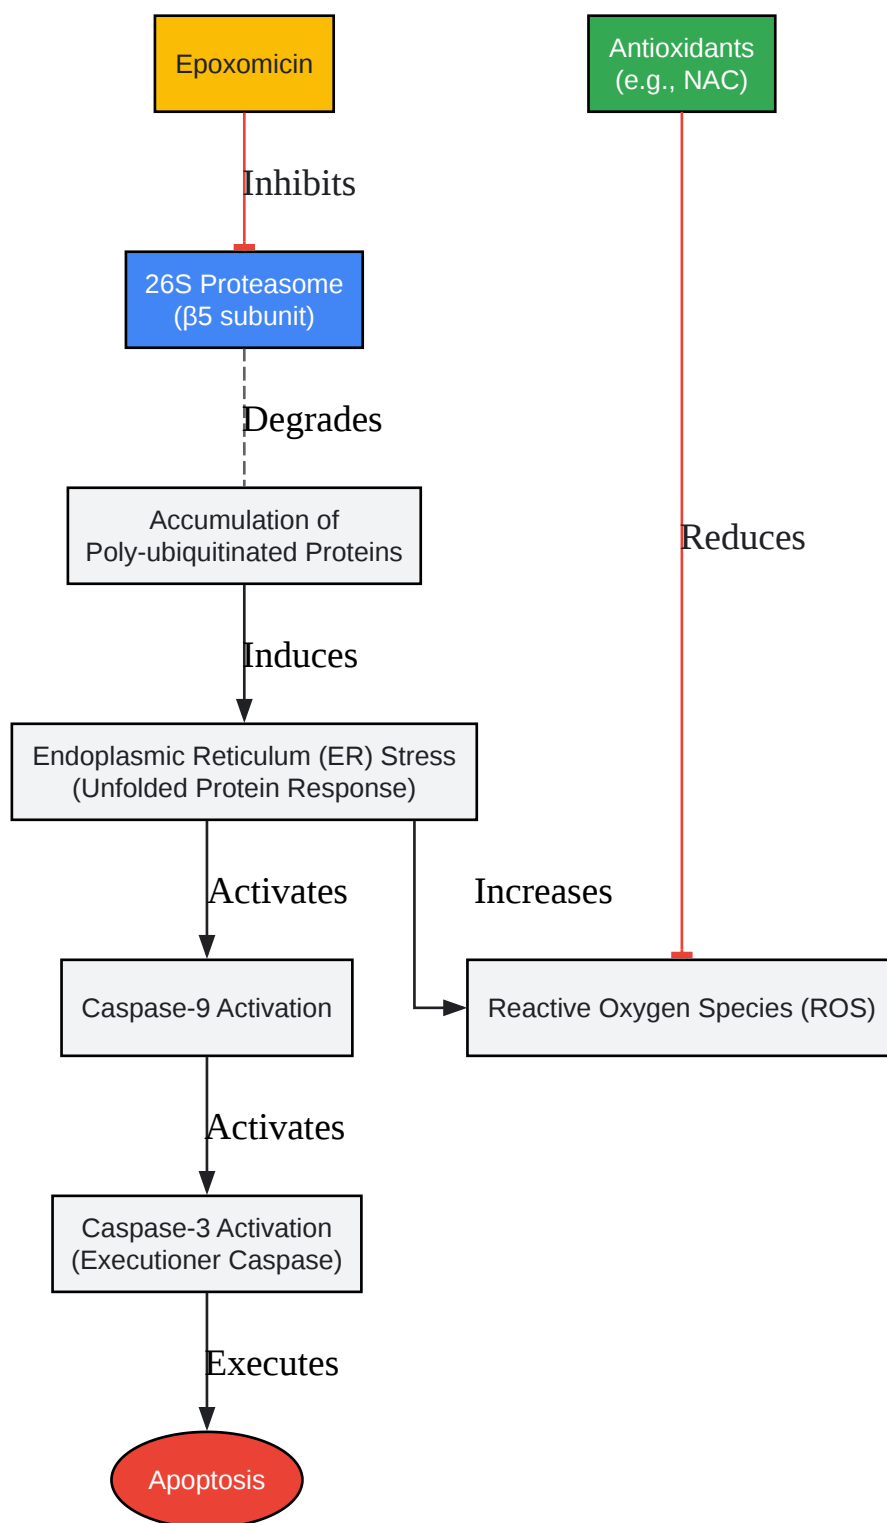 Epoxomicin
Antioxidants
(e.g., NAC)
Inhibits
26S Proteasome
(β5 subunit)
Degrades
Accumulation of
Poly-ubiquitinated Proteins
Reduces
Induces
Endoplasmic Reticulum (ER) Stress
(Unfolded Protein Response)
Activates
Increases
Caspase-9 Activation
Reactive Oxygen Species (ROS)
Activates
Caspase-3 Activation
(Executioner Caspase)
Executes
Apoptosis